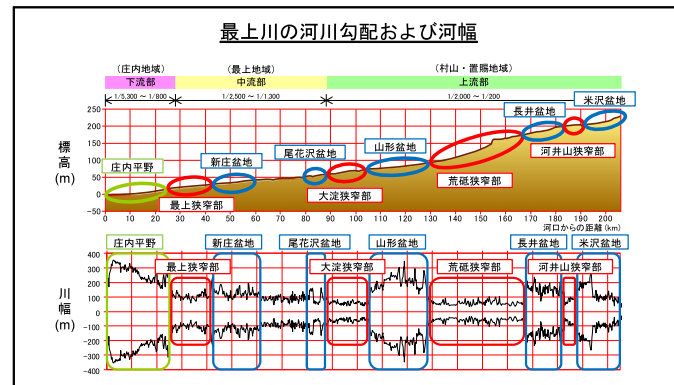 最上川の河川勾配および河幅
(庄内地域) (最上地域) (村山・置賜地域)
下流部 中流部 上流部
1/5,300 ~ 1/800 1/2,500 ~ 1/1,300 1/2,000 ~ 1/200
標高(m)
250
200
150
100
50
0
-50
庄内平野
最上狭窄部
新庄盆地
尾花沢盆地
大淀狭窄部
山形盆地
荒砥狭窄部
長井盆地
河井山狭窄部
米沢盆地
0 10 20 30 40 50 60 70 80 90 100 110 120 130 140 150 160 170 180 190 200
河口からの距離(km)
川幅(m)
400
300
200
100
0
-100
-200
-300
-400
庄内平野
最上狭窄部
新庄盆地
尾花沢盆地
大淀狭窄部
山形盆地
荒砥狭窄部
長井盆地
河井山狭窄部
米沢盆地